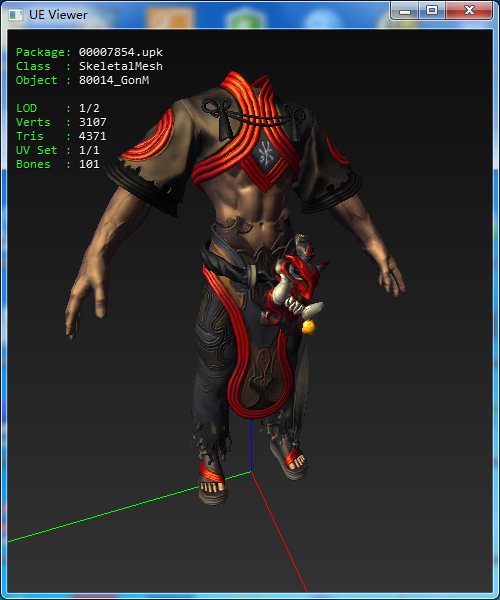 UE Viewer
Package: 00007854.upk
Class : SkeletalMesh
Object : 80014_GonM
LOD : 1/2
Verts : 3107
Tris : 4371
UV Set : 1/1
Bones : 101